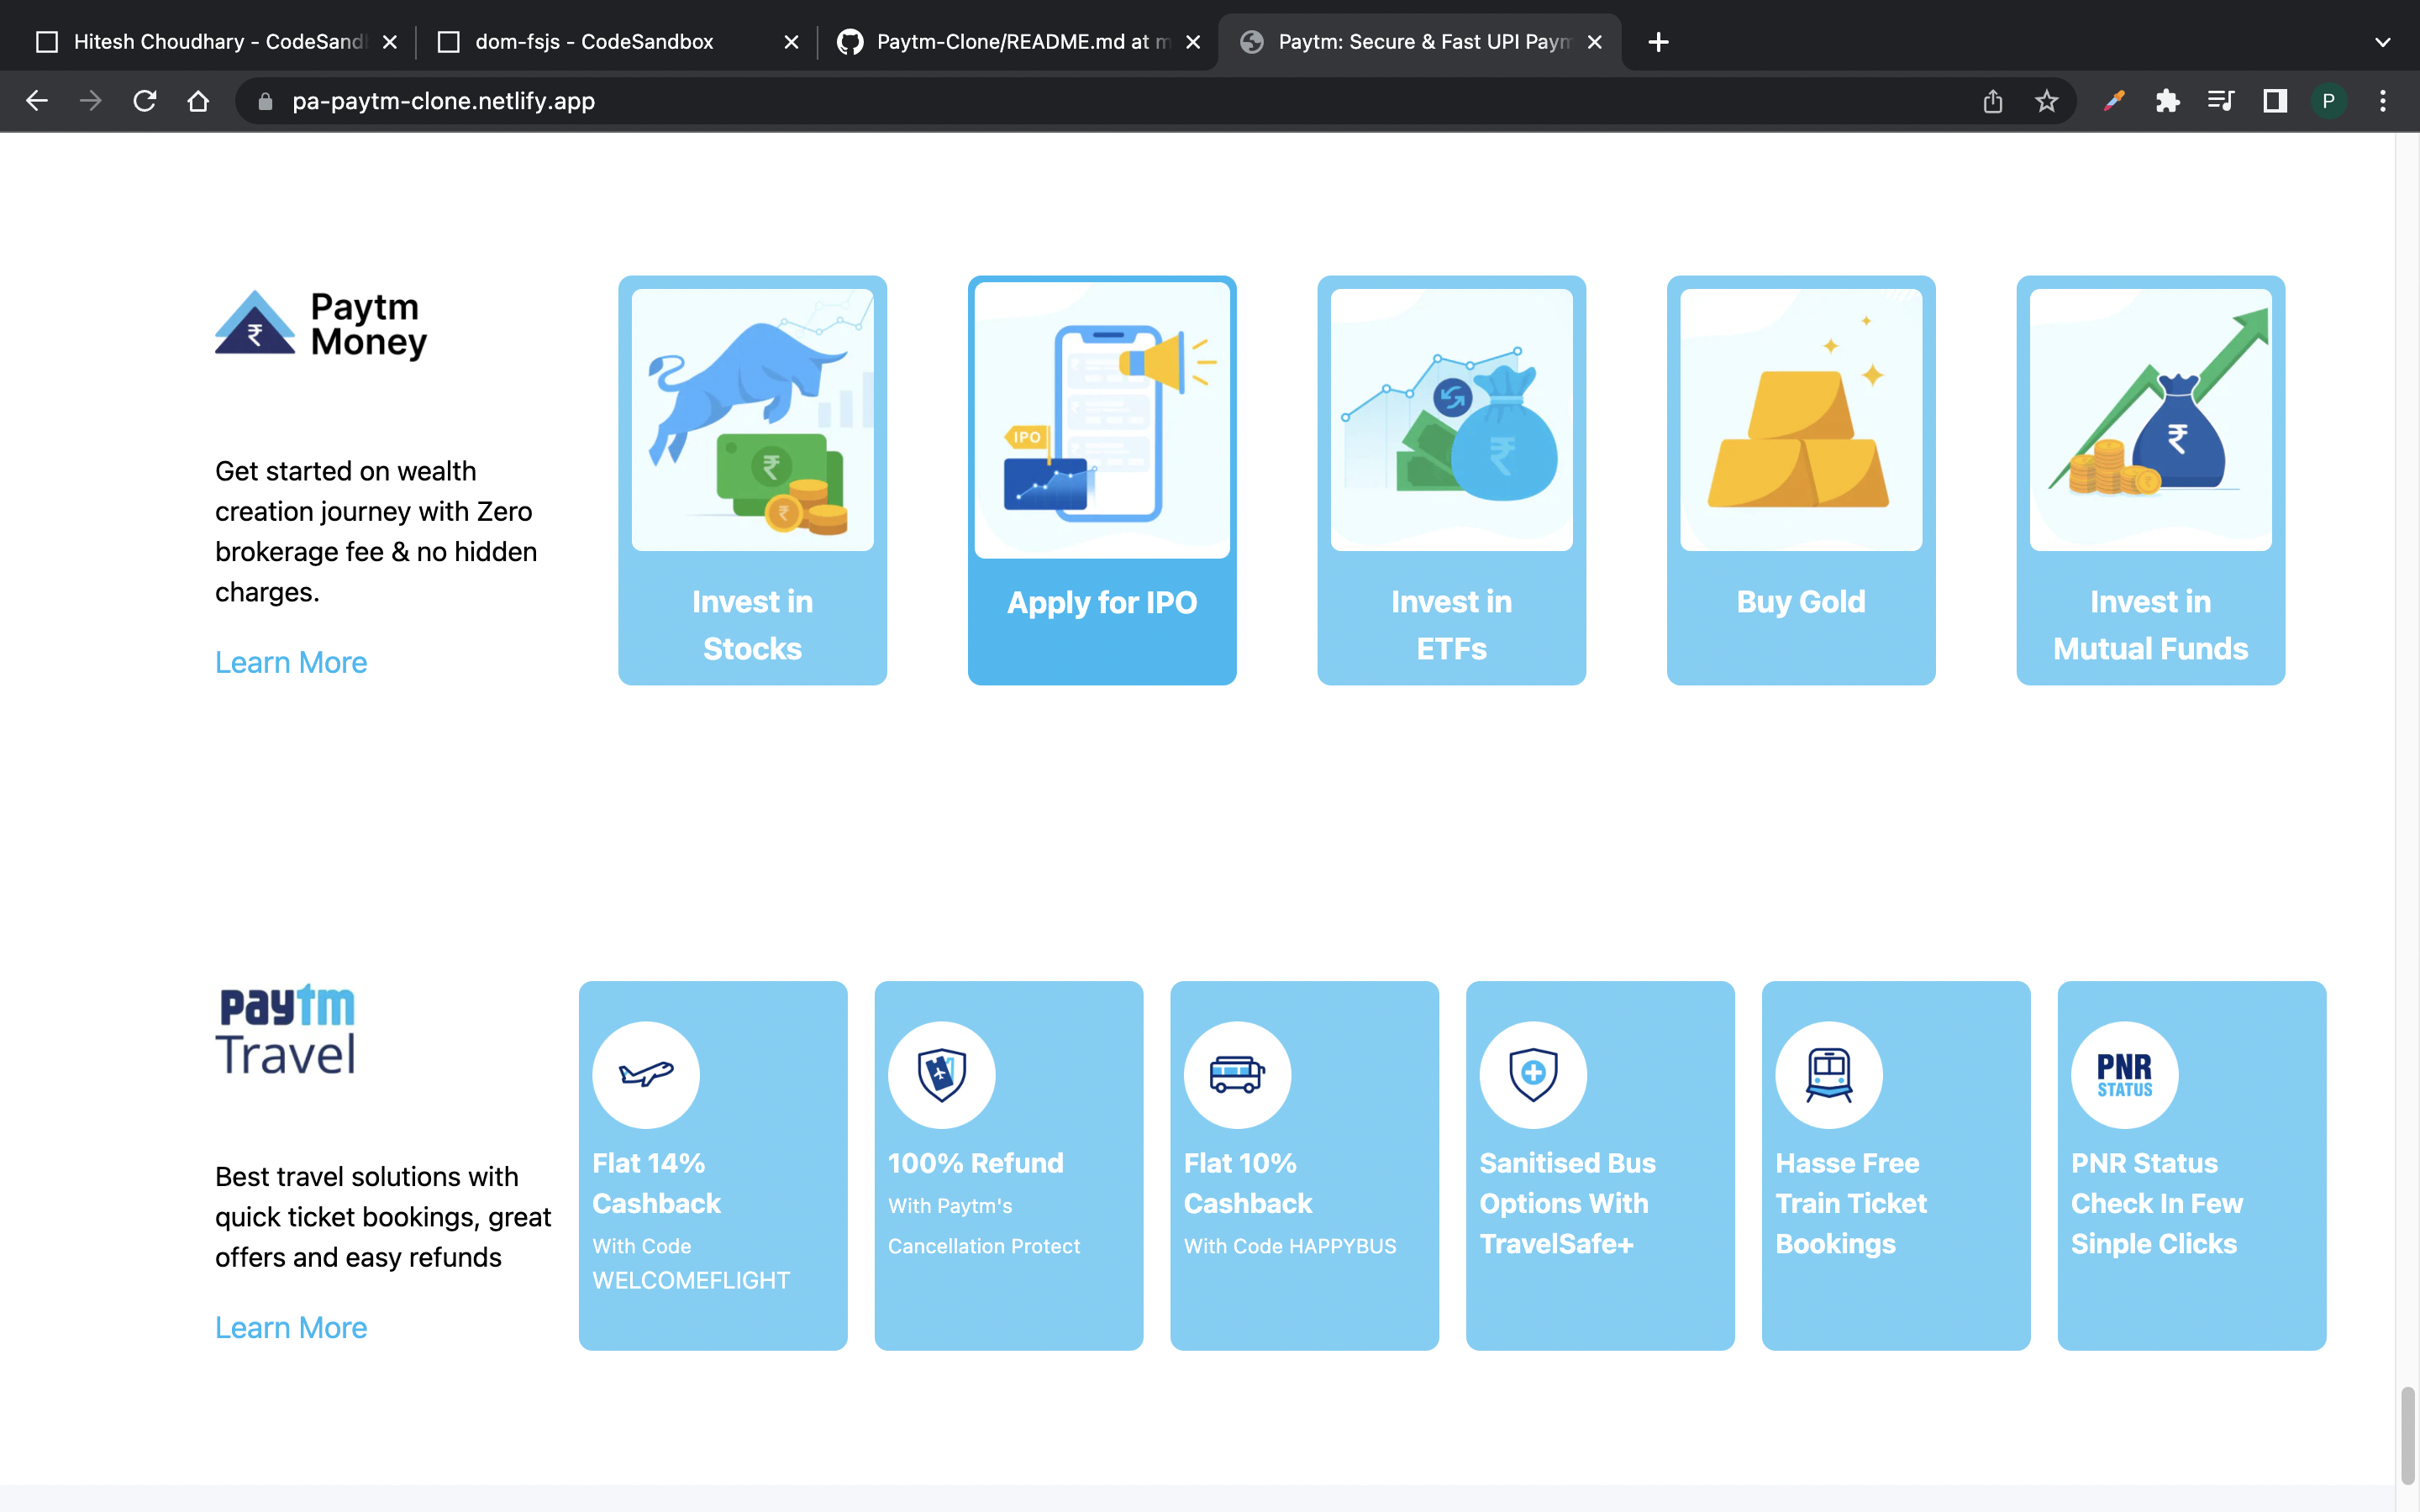 Hitesh Choudhary - CodeSand
dom-fsjs - CodeSandbox
Paytm-Clone/README.md at m
Paytm: Secure & Fast UPI Paym
pa-paytm-clone.netlify.app
P
₹
Paytm
Money
Get started on wealth
creation journey with Zero
brokerage fee & no hidden
charges.
Learn More
₹
₹
Invest in
Stocks
IPO
Apply for IPO
₹
Invest in
ETFs
Buy Gold
₹
Invest in
Mutual Funds
paytm
Travel
Best travel solutions with
quick ticket bookings, great
offers and easy refunds
Learn More
Flat 14%
Cashback
With Code
WELCOMEFLIGHT
100% Refund
With Paytm's
Cancellation Protect
Flat 10%
Cashback
With Code HAPPYBUS
Sanitised Bus
Options With
TravelSafe+
Hasse Free
Train Ticket
Bookings
PNR
STATUS
PNR Status
Check In Few
Sinple Clicks